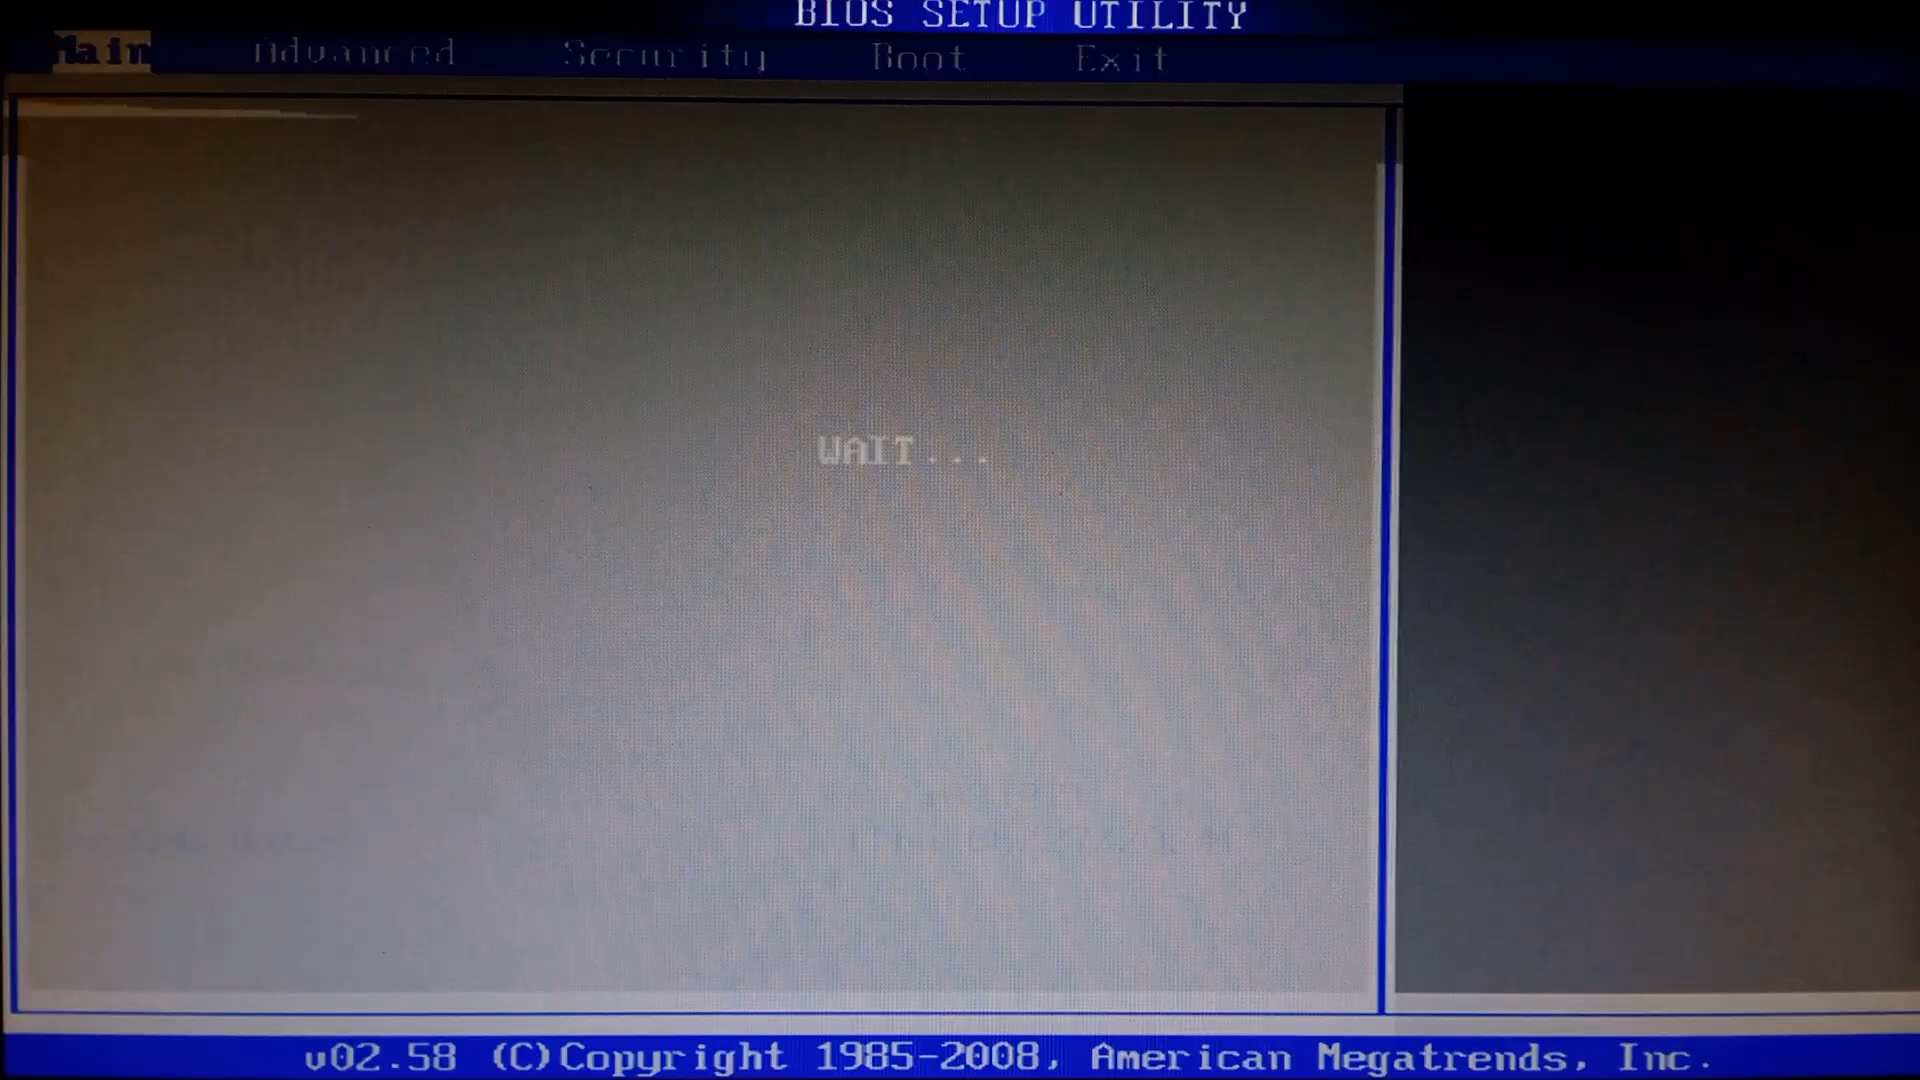 BIOS SETUP UTILITY
Main Advanced Security Boot Exit
WAIT...
v02.58 (C)Copyright 1985-2008, American Megatrends, Inc.